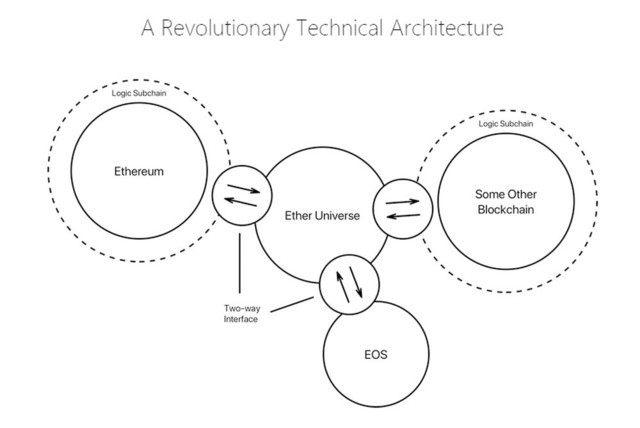 A Revolutionary Technical Architecture
Logic Subchain
Ethereum
Ether Universe
Logic Subchain
Some Other
Blockchain
Two-way
Interface
EOS